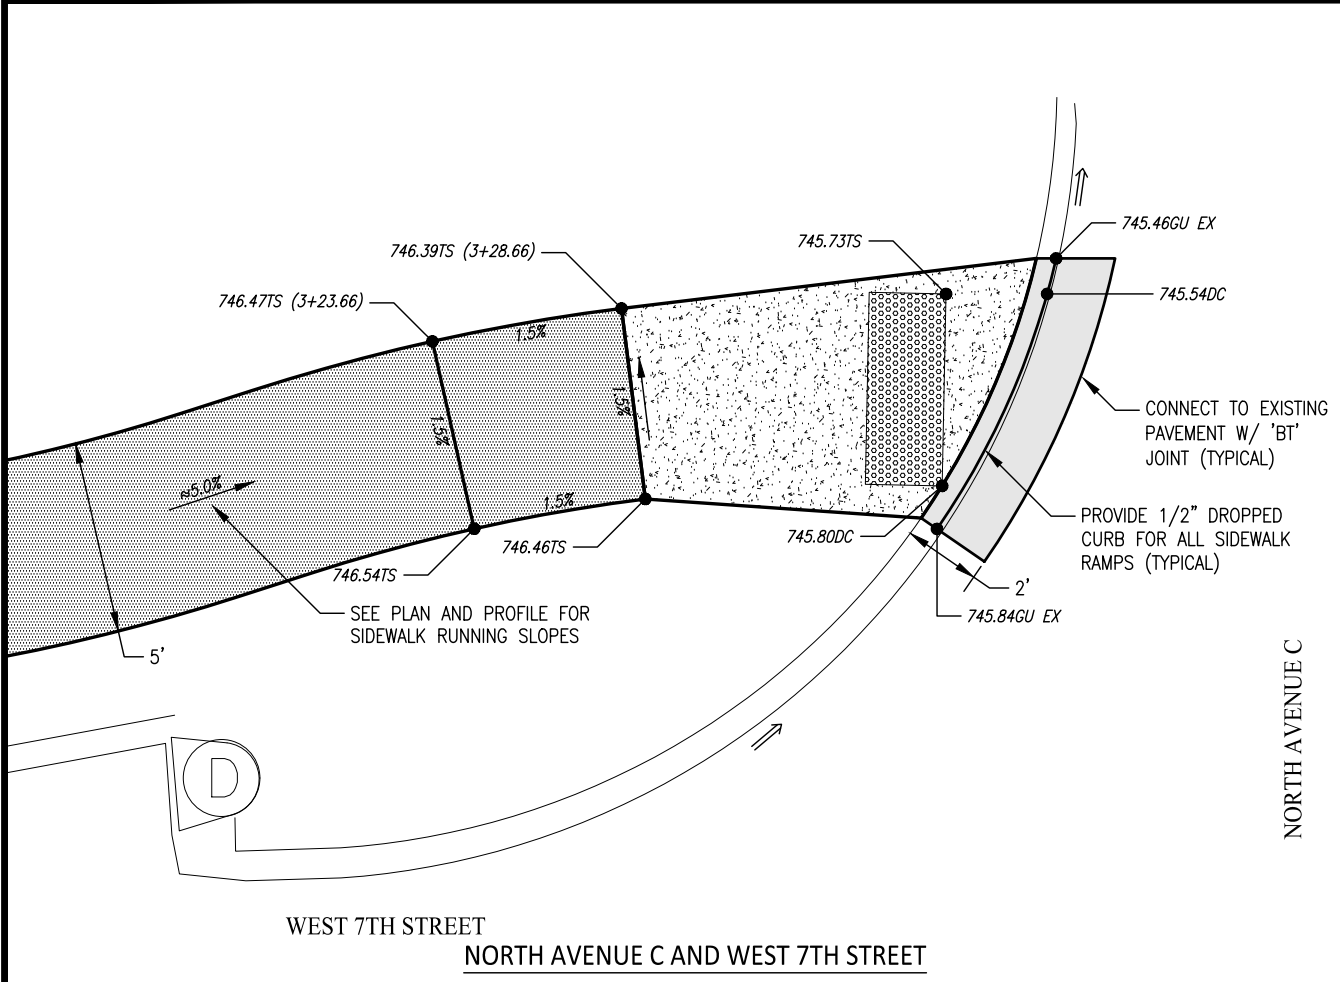 745.46GU EX
745.73TS
746.39TS (3+28.66)
746.47TS (3+23.66)
745.54DC
1.5%
1.5%
1.5%
1.5%
≈5.0%
CONNECT TO EXISTING
PAVEMENT W/ 'BT'
JOINT (TYPICAL)
PROVIDE 1/2" DROPPED
CURB FOR ALL SIDEWALK
RAMPS (TYPICAL)
745.80DC
746.46TS
746.54TS
2'
745.84GU EX
SEE PLAN AND PROFILE FOR
SIDEWALK RUNNING SLOPES
5'
D
NORTH AVENUE C
WEST 7TH STREET
NORTH AVENUE C AND WEST 7TH STREET